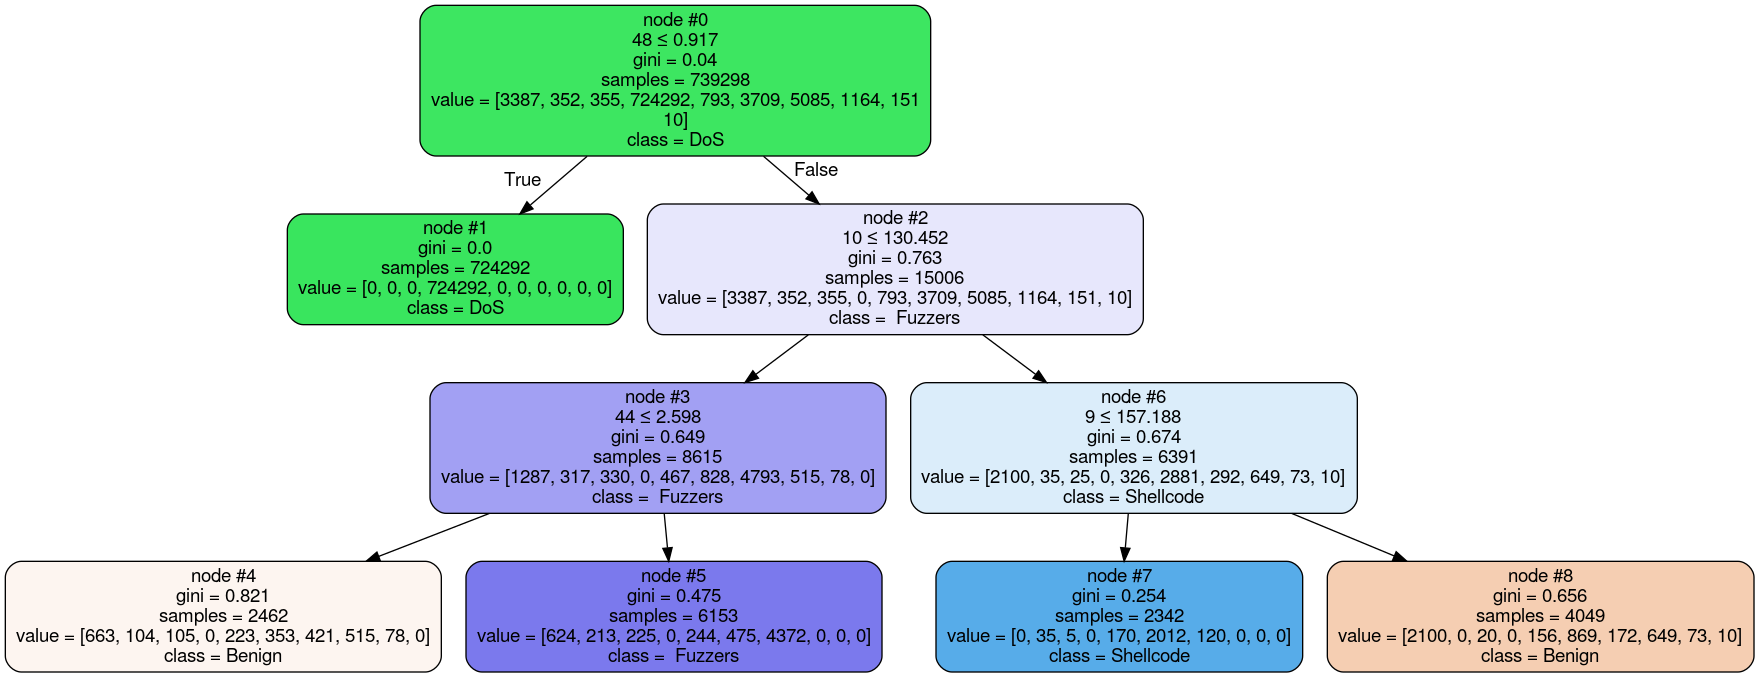 node #0
48 ≤ 0.917
gini = 0.04
samples = 739298
value = [3387, 352, 355, 724292, 793, 3709, 5085, 1164, 151
10]
class = DoS
True
False
node #1
gini = 0.0
samples = 724292
value = [0, 0, 0, 724292, 0, 0, 0, 0, 0, 0]
class = DoS
node #2
10 ≤ 130.452
gini = 0.763
samples = 15006
value = [3387, 352, 355, 0, 793, 3709, 5085, 1164, 151, 10]
class =  Fuzzers
node #3
44 ≤ 2.598
gini = 0.649
samples = 8615
value = [1287, 317, 330, 0, 467, 828, 4793, 515, 78, 0]
class =  Fuzzers
node #6
9 ≤ 157.188
gini = 0.674
samples = 6391
value = [2100, 35, 25, 0, 326, 2881, 292, 649, 73, 10]
class = Shellcode
node #4
gini = 0.821
samples = 2462
value = [663, 104, 105, 0, 223, 353, 421, 515, 78, 0]
class = Benign
node #5
gini = 0.475
samples = 6153
value = [624, 213, 225, 0, 244, 475, 4372, 0, 0, 0]
class =  Fuzzers
node #7
gini = 0.254
samples = 2342
value = [0, 35, 5, 0, 170, 2012, 120, 0, 0, 0]
class = Shellcode
node #8
gini = 0.656
samples = 4049
value = [2100, 0, 20, 0, 156, 869, 172, 649, 73, 10]
class = Benign